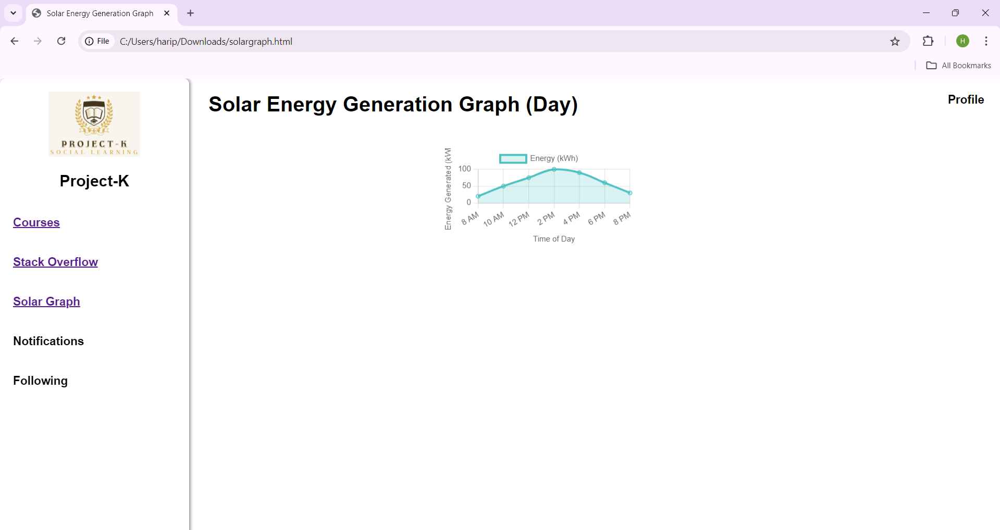 Solar Energy Generation Graph
File
C:/Users/harip/Downloads/solargraph.html
H
All Bookmarks
PROJECT-K
SOCIAL LEARNING
Project-K
Courses
Stack Overflow
Solar Graph
Notifications
Following
Solar Energy Generation Graph (Day)
Profile
Energy (kWh)
Energy Generated (kW
100
50
0
8 AM
10 AM
12 PM
2 PM
4 PM
6 PM
8 PM
Time of Day